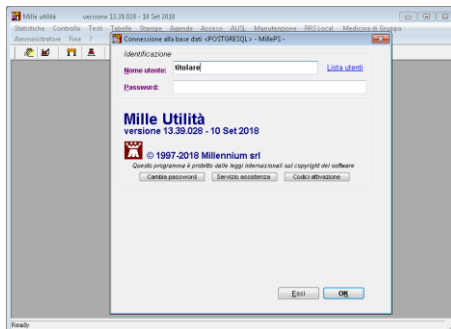 Mille utilità versione 13.39.028 - 10 Set 2018
Statistiche Controllo Testi Tabelle Stampe Agende Accessi AUSL Manutenzione RRS Local Medicina di Gruppo
Amministratore Fine ?
Connessione alla base dati <POSTGRESQL> - MillePS -
Identificazione
Nome utente: titolare Lista utenti
Password:
Mille Utilità
versione 13.39.028 - 10 Set 2018
© 1997-2018 Millennium srl
Questo programma è protetto dalle leggi internazionali sul copyright del software
Cambia password Servizio assistenza Codici attivazione
Esci OK
Ready